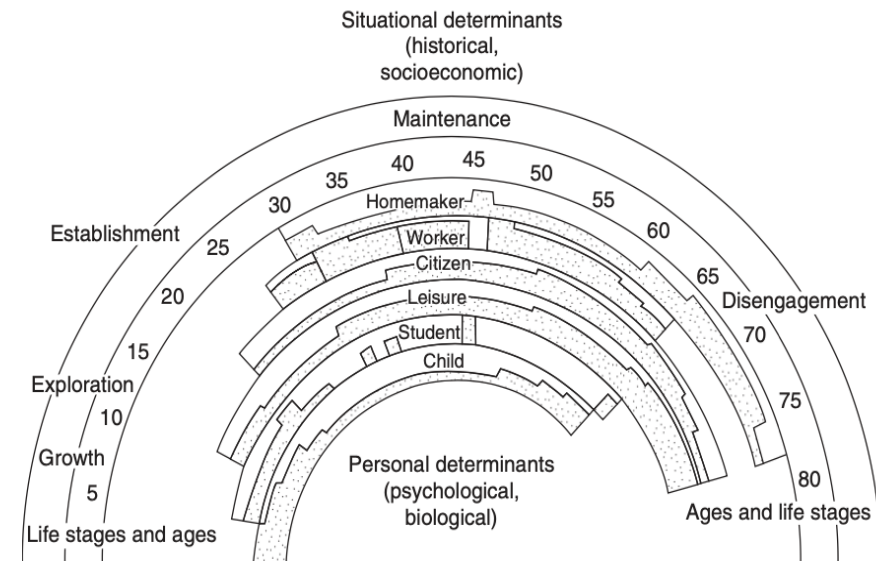 Situational determinants
(historical,
socioeconomic)
Maintenance
45
40
50
35
Homemaker
55
30
Establishment
Worker
60
25
Citizen
65
20
Leisure
Disengagement
Student
70
15
Child
Exploration
75
10
Growth
Personal determinants
(psychological,
biological)
80
5
Ages and life stages
Life stages and ages